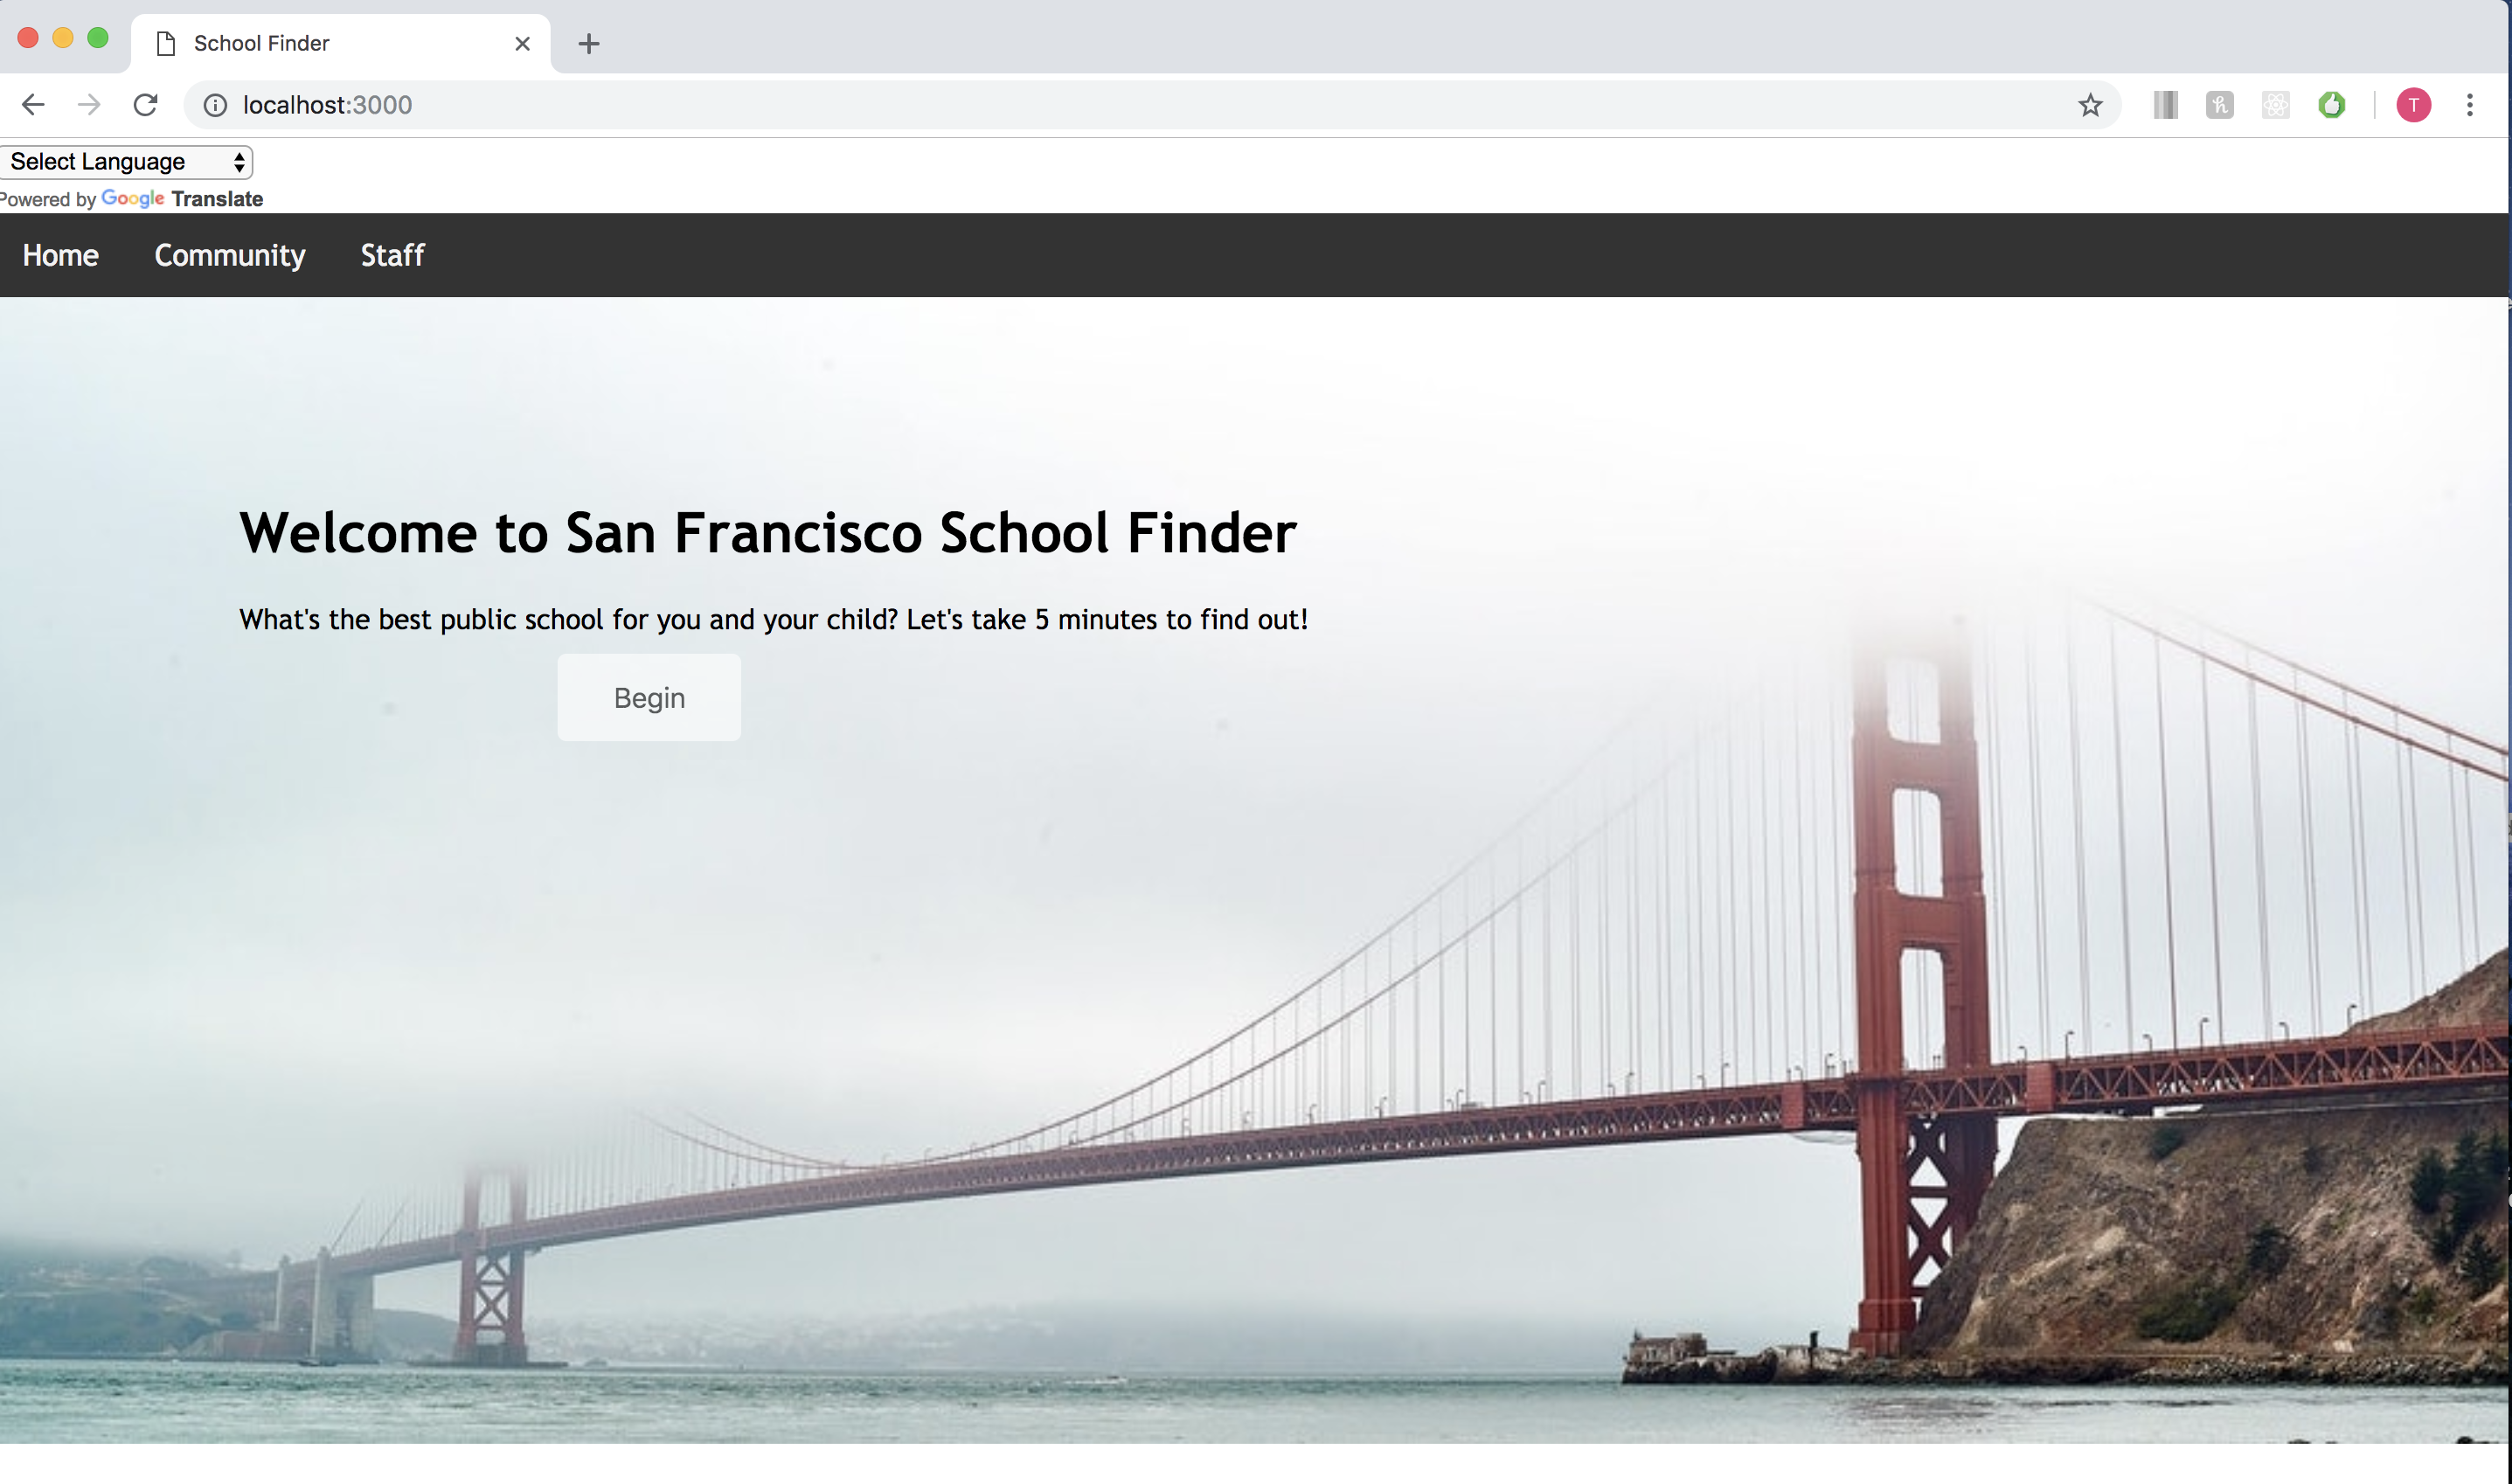 School Finder
localhost:3000
T
Select Language
Powered by Google Translate
Home Community Staff
Welcome to San Francisco School Finder
What's the best public school for you and your child? Let's take 5 minutes to find out!
Begin